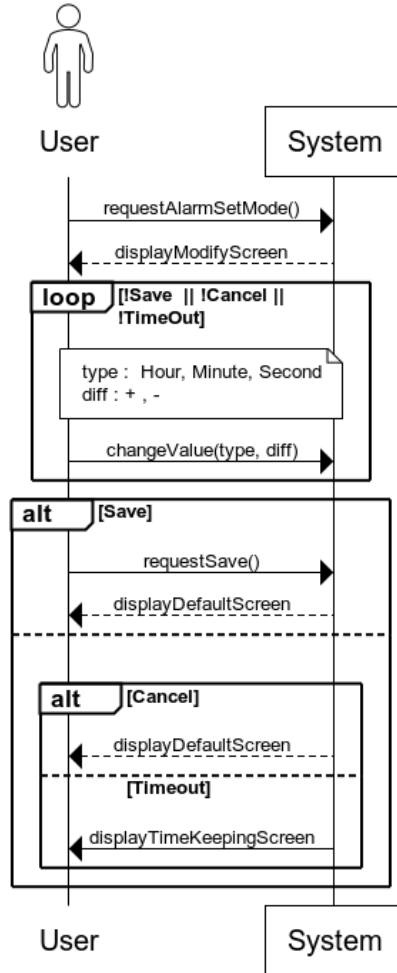 User
System
requestAlarmSetMode()
displayModifyScreen
loop
[!Save || !Cancel ||
!TimeOut]
type : Hour, Minute, Second
diff : + , -
changeValue(type, diff)
alt
[Save]
requestSave()
displayDefaultScreen
alt
[Cancel]
displayDefaultScreen
[Timeout]
displayTimeKeepingScreen
User
System